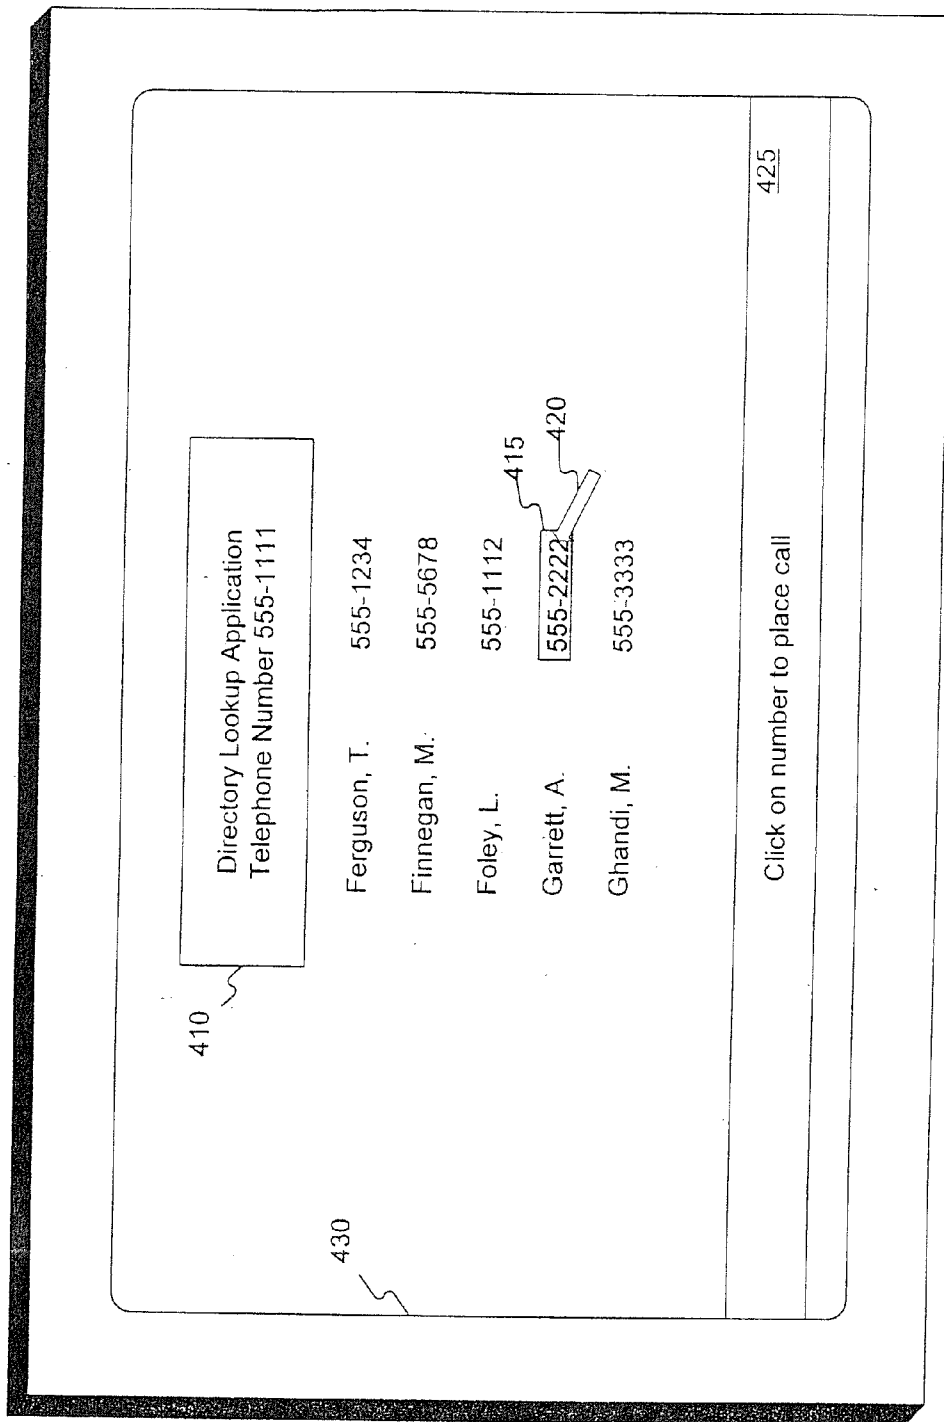 Directory Lookup Application
Telephone Number 555-1111
410
Ferguson, T. 555-1234
Finnegan, M. 555-5678
Foley, L. 555-1112
415
Garrett, A. 555-2222
420
Ghandi, M. 555-3333
430
Click on number to place call
425